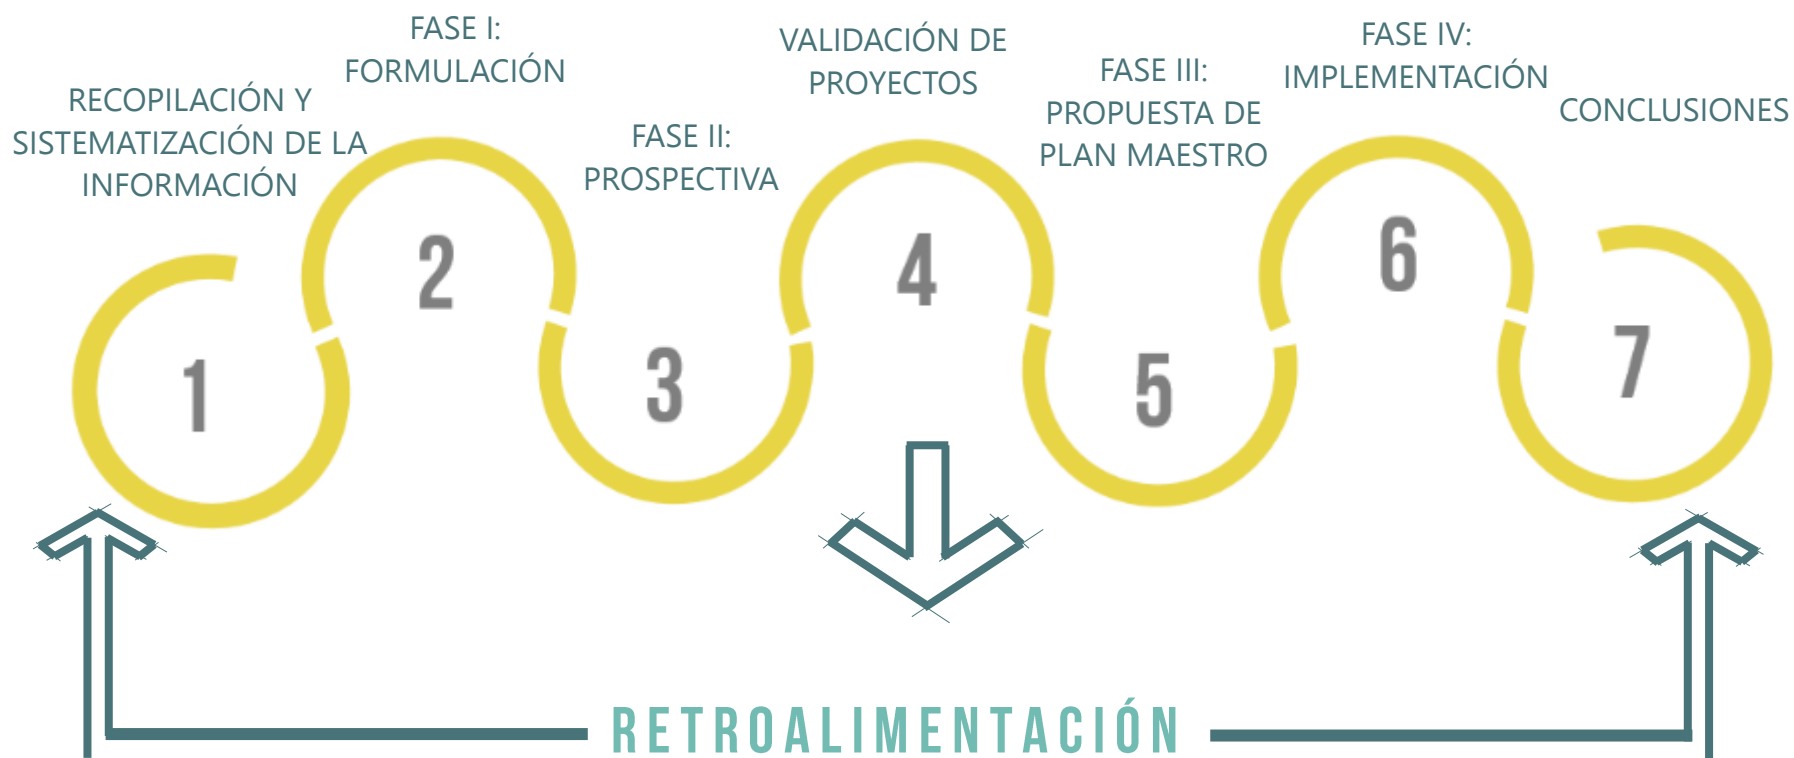 RECOPILACIÓN Y
SISTEMATIZACIÓN DE LA
INFORMACIÓN
1
FASE I:
FORMULACIÓN
2
FASE II:
PROSPECTIVA
3
VALIDACIÓN DE
PROYECTOS
4
FASE III:
PROPUESTA DE
PLAN MAESTRO
5
FASE IV:
IMPLEMENTACIÓN
6
CONCLUSIONES
7
RETROALIMENTACIÓN